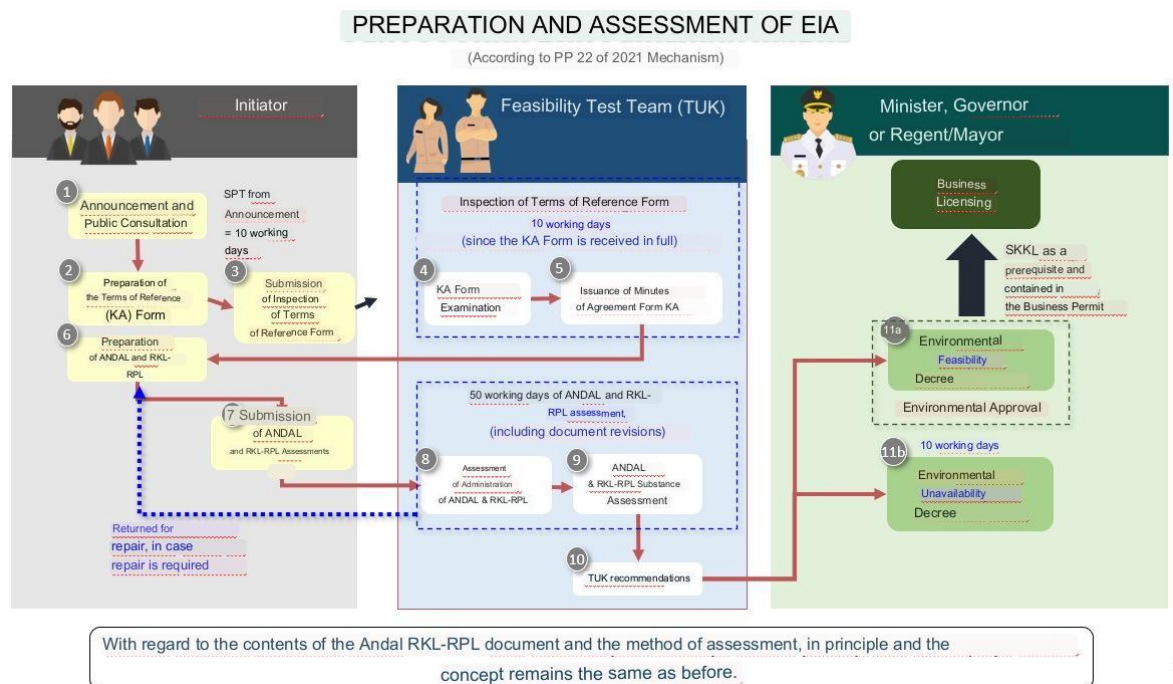 PREPARATION AND ASSESSMENT OF EIA
(According to PP 22 of 2021 Mechanism)
Initiator
1
Announcement and
Public Consultation
SPT from
Announcement
= 10 working
days
2
Preparation of
the Terms of Reference
(KA) Form
3
Submission
of Inspection
of Terms
of Reference Form
6
Preparation
of ANDAL and RKL-
RPL
7 Submission
of ANDAL
and RKL-RPL Assessments
Returned for
repair, in case
repair is required
Feasibility Test Team (TUK)
Inspection of Terms of Reference Form
10 working days
(since the KA Form is received in full)
4
KA Form
Examination
5
Issuance of Minutes
of Agreement Form KA
50 working days of ANDAL and RKL-
RPL assessment,
(including document revisions)
8
Assessment
of Administration
of ANDAL & RKL-RPL
9
ANDAL
& RKL-RPL Substance
Assessment
10
TUK recommendations
Minister, Governor
or Regent/Mayor
Business
Licensing
SKKL as a
prerequisite and
contained in
the Business Permit
11a
Environmental
Feasibility
Decree
Environmental Approval
11b
10 working days
Environmental
Unavailability
Decree
With regard to the contents of the Andal RKL-RPL document and the method of assessment, in principle and the
concept remains the same as before.